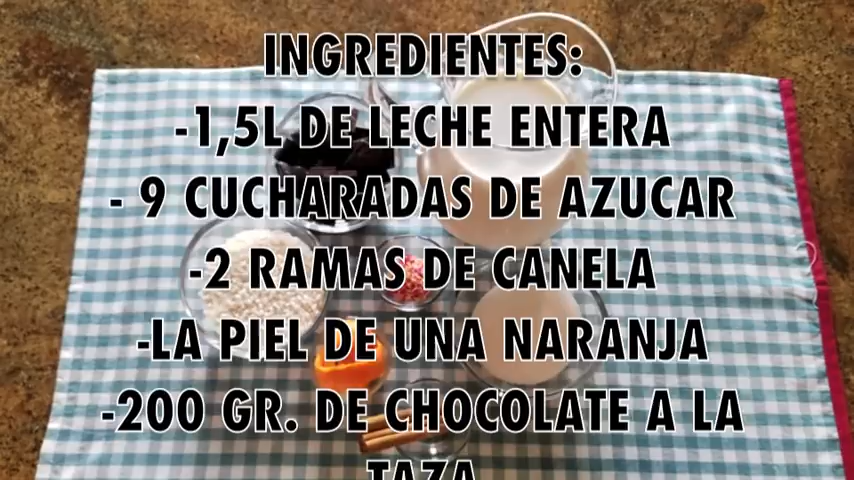 INGREDIENTES:
-1,5L DE LECHE ENTERA
- 9 CUCHARADAS DE AZUCAR
-2 RAMAS DE CANELA
-LA PIEL DE UNA NARANJA
-200 GR. DE CHOCOLATE A LA
TAZA